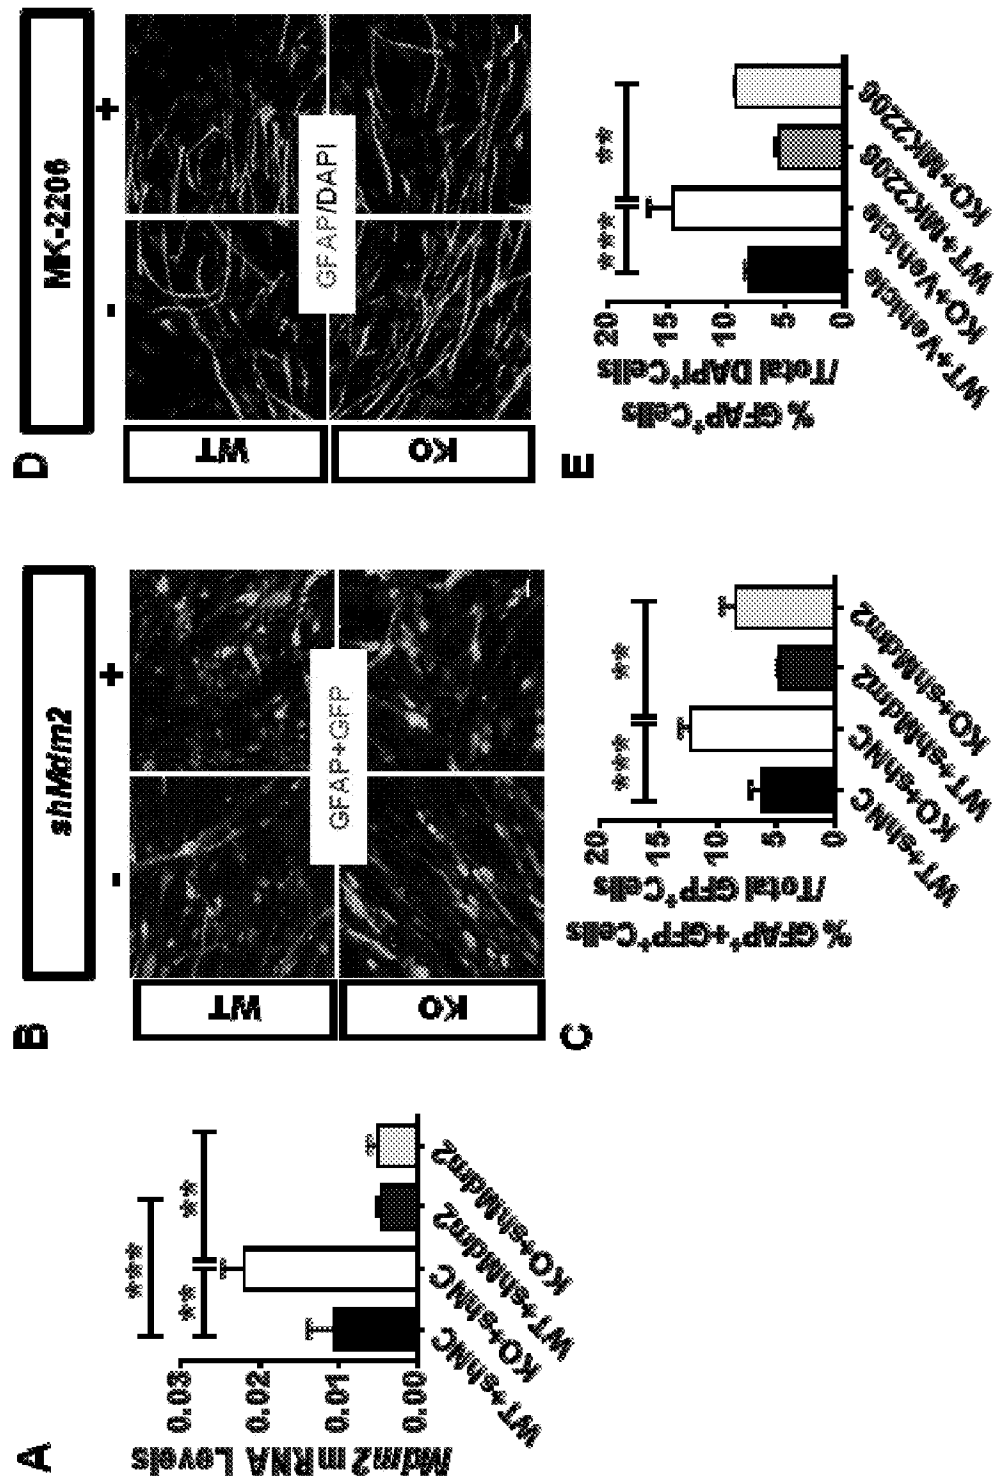 A
Mdm2 mRNA Levels
0.03
0.02
0.01
0.00
**
***
**
WT+shNC
KO+shNC
WT+shMdm2
KO+shMdm2
B
shMdm2
-
+
WT
KO
GFAP+GFP
C
% GFAP⁺+GFP⁺Cells
/Total GFP⁺Cells
20
15
10
5
0
***
**
WT+shNC
KO+shNC
WT+shMdm2
KO+shMdm2
D
MK-2206
-
+
WT
KO
GFAP/DAPI
E
% GFAP⁺Cells
/Total DAPI⁺Cells
20
15
10
5
0
***
**
WT+Vehicle
KO+Vehicle
WT+MK2206
KO+MK2206